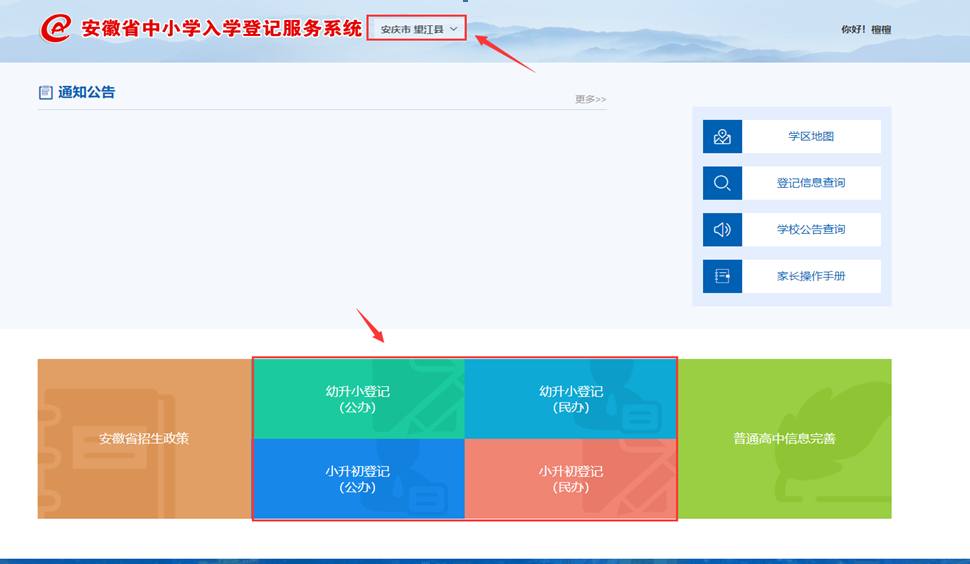 安徽省中小学入学登记服务系统
安庆市 望江县
你好！檀檀
通知公告
更多>>
学区地图
登记信息查询
学校公告查询
家长操作手册
安徽省招生政策
幼升小登记
（公办）
幼升小登记
（民办）
小升初登记
（公办）
小升初登记
（民办）
普通高中信息完善